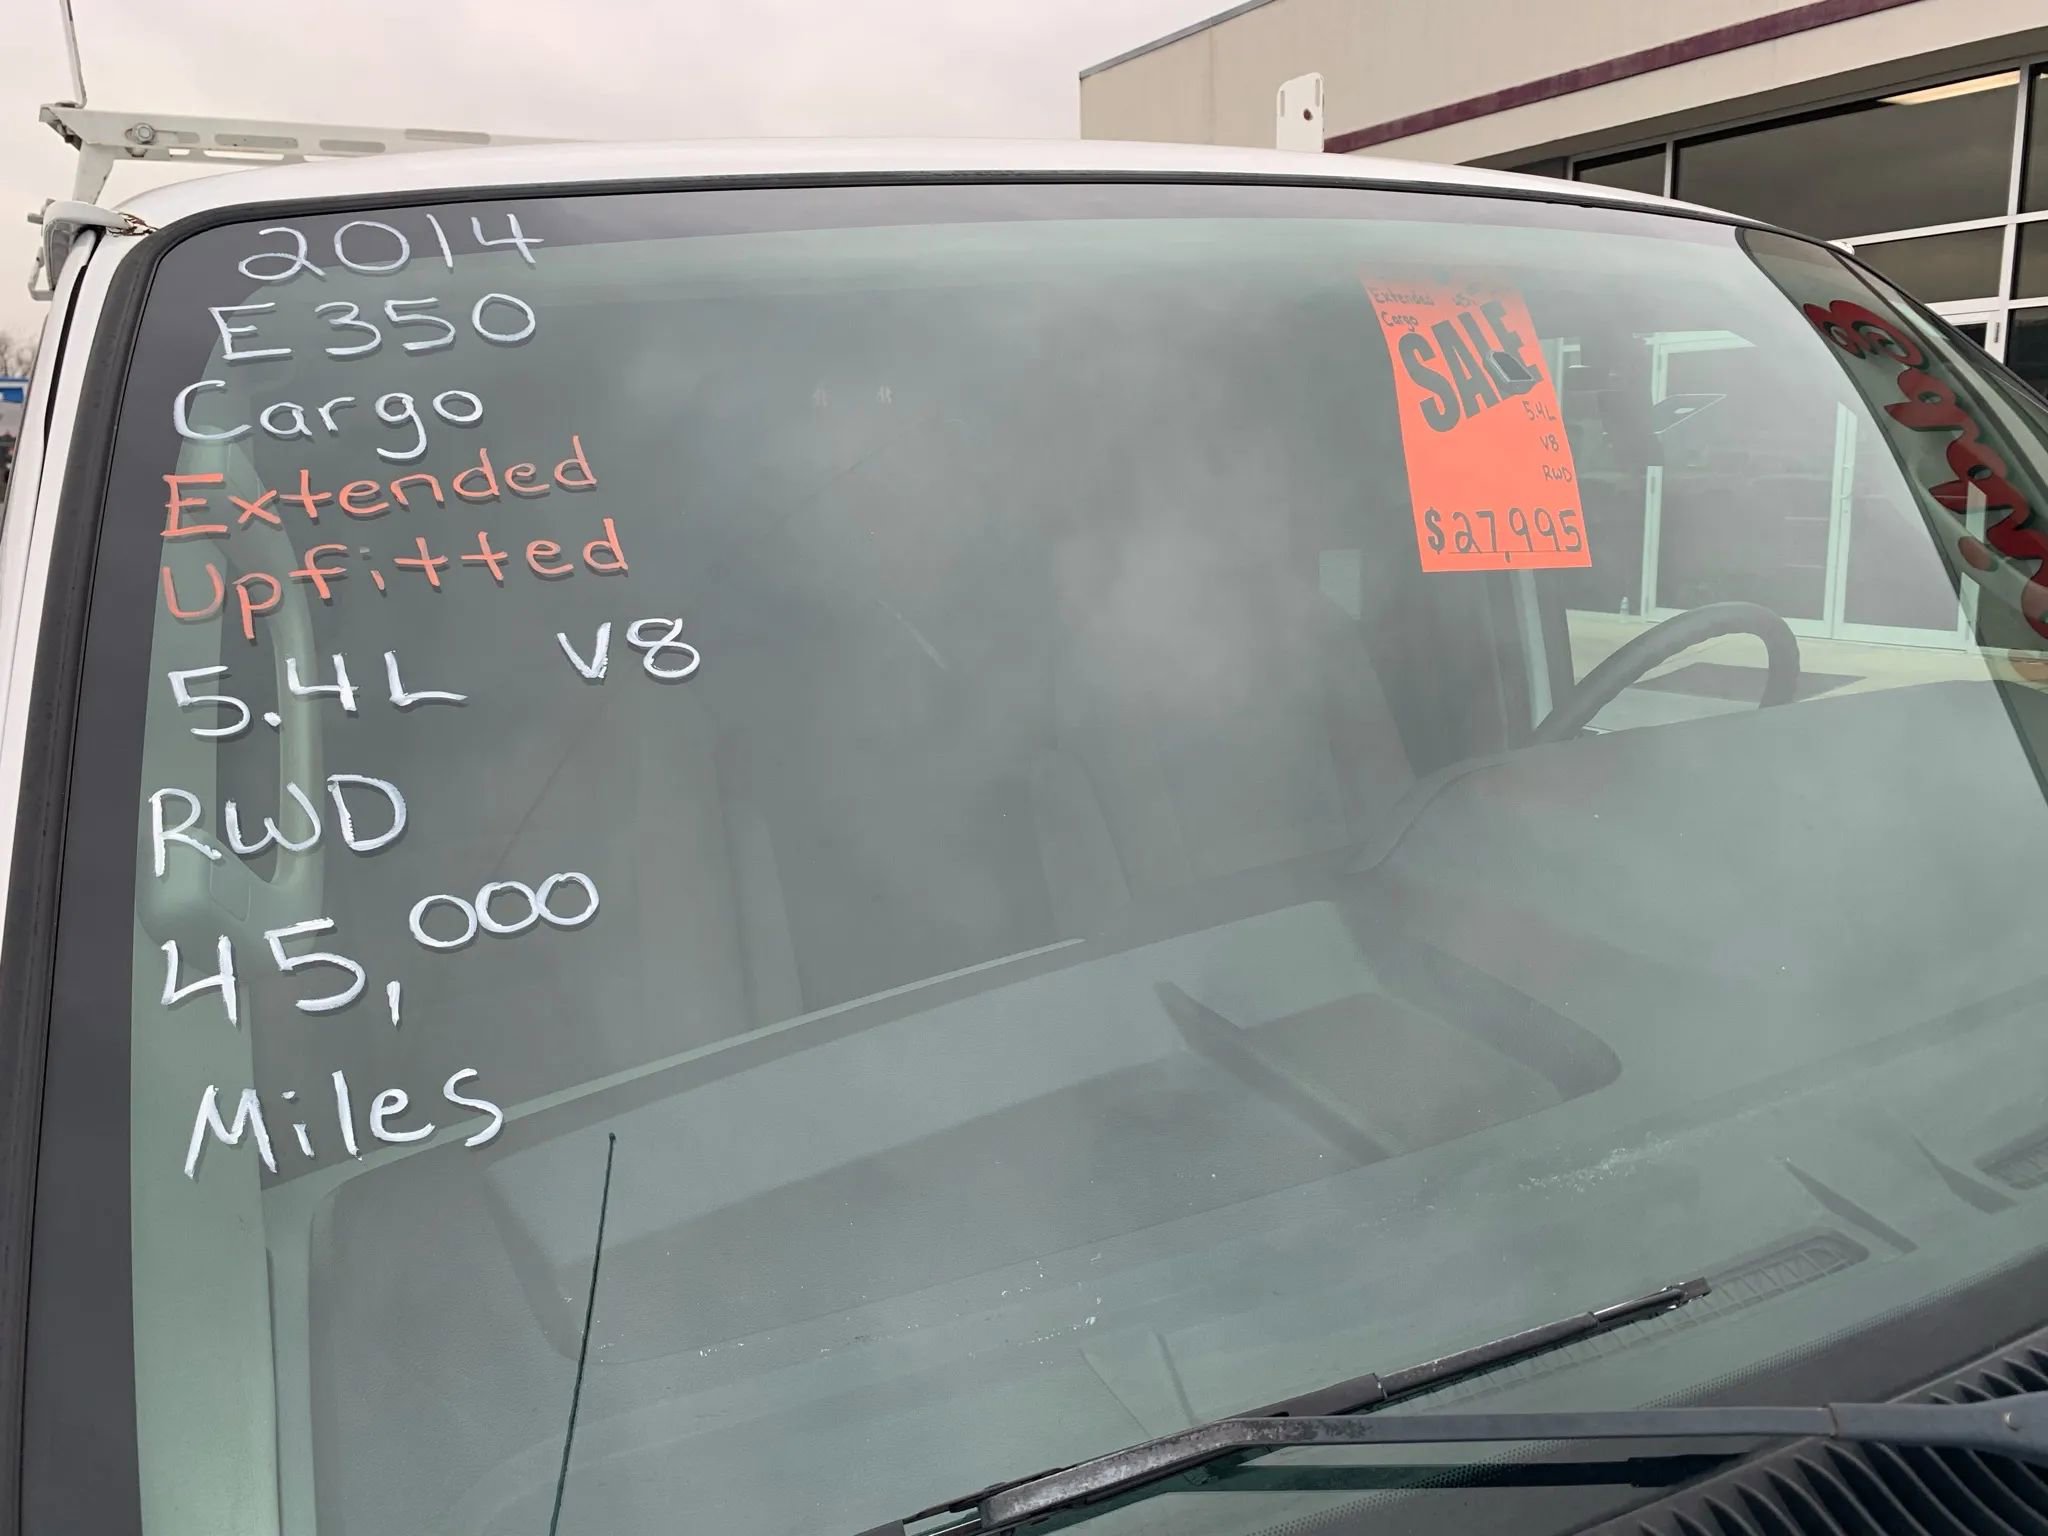 2014
E350
Cargo
Extended
Upfitted
5.4L V8
RWD
45,000
Miles
Extended
Cargo
SALE
5.4L
V8
RWD
$27,995